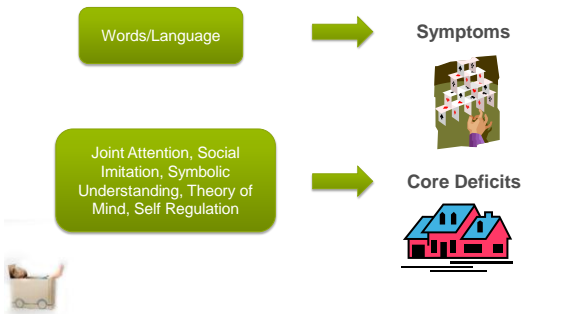 Words/Language
Symptoms
Joint Attention, Social
Imitation, Symbolic
Understanding, Theory of
Mind, Self Regulation
Core Deficits